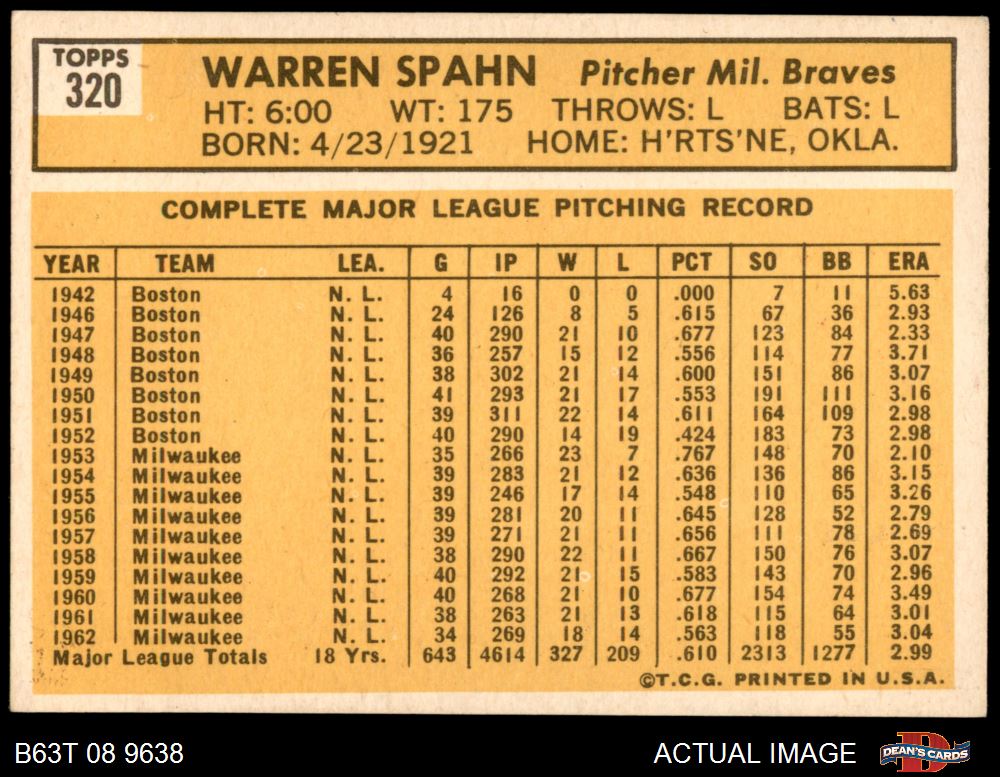 TOPPS
320
WARREN SPAHN Pitcher Mil. Braves
HT: 6:00 WT: 175 THROWS: L BATS: L
BORN: 4/23/1921 HOME: H'RTS'NE, OKLA.
COMPLETE MAJOR LEAGUE PITCHING RECORD
YEAR TEAM LEA. G IP W L PCT SO BB ERA
1942 Boston N. L. 4 16 0 0 .000 7 11 5.63
1946 Boston N. L. 24 126 8 5 .615 67 36 2.93
1947 Boston N. L. 40 290 21 10 .677 123 84 2.33
1948 Boston N. L. 36 257 15 12 .556 114 77 3.71
1949 Boston N. L. 38 302 21 14 .600 151 86 3.07
1950 Boston N. L. 41 293 21 17 .553 191 111 3.16
1951 Boston N. L. 39 311 22 14 .611 164 109 2.98
1952 Boston N. L. 40 290 14 19 .424 183 73 2.98
1953 Milwaukee N. L. 35 266 23 7 .767 148 70 2.10
1954 Milwaukee N. L. 39 283 21 12 .636 136 86 3.15
1955 Milwaukee N. L. 39 246 17 14 .548 110 65 3.26
1956 Milwaukee N. L. 39 281 20 11 .645 128 52 2.79
1957 Milwaukee N. L. 39 271 21 11 .656 111 78 2.69
1958 Milwaukee N. L. 38 290 22 11 .667 150 76 3.07
1959 Milwaukee N. L. 40 292 21 15 .583 143 70 2.96
1960 Milwaukee N. L. 40 268 21 10 .677 154 74 3.49
1961 Milwaukee N. L. 38 263 21 13 .618 115 64 3.01
1962 Milwaukee N. L. 34 269 18 14 .563 118 55 3.04
Major League Totals 18 Yrs. 643 4614 327 209 .610 2313 1277 2.99
©T.C.G. PRINTED IN U.S.A.
B63T 08 9638 ACTUAL IMAGE
D
DEAN'S CARDS